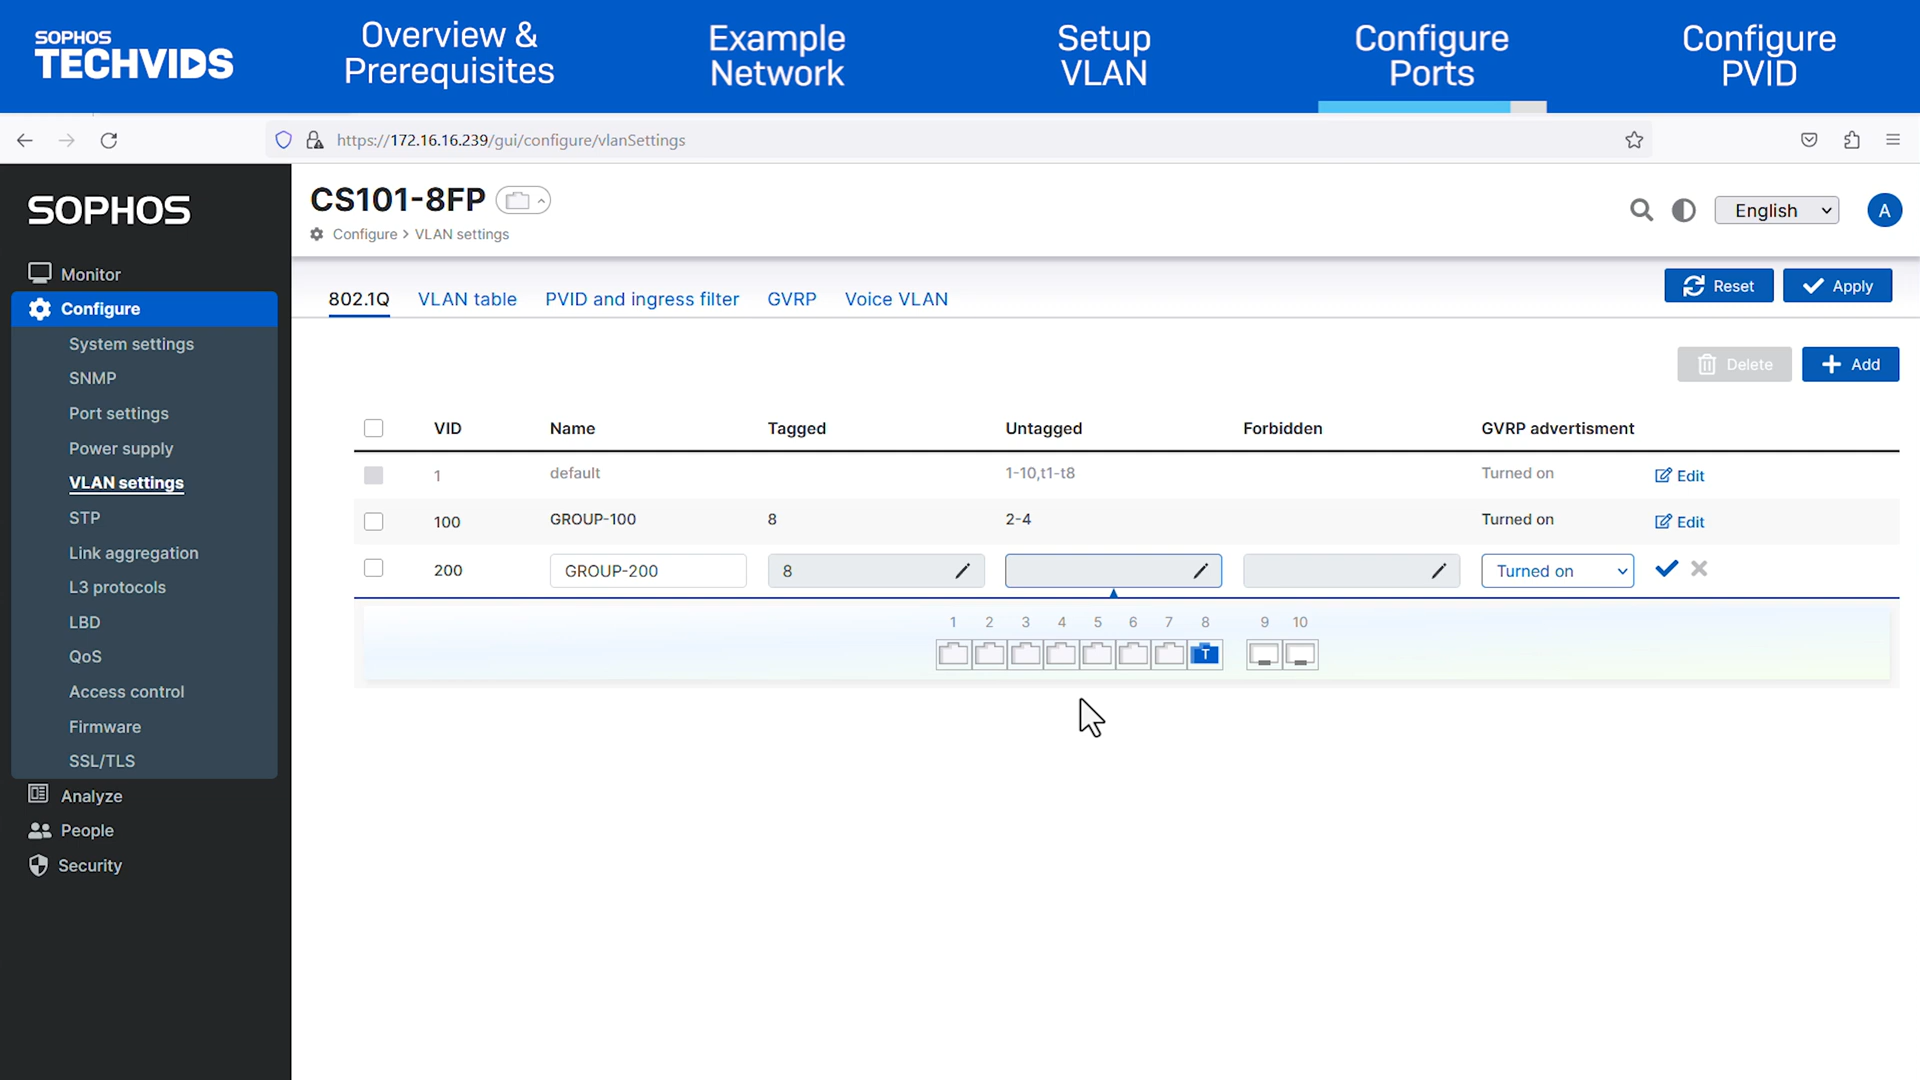 SOPHOS
TECHVIDS
Overview &
Prerequisites
Example
Network
Setup
VLAN
Configure
Ports
Configure
PVID
https://172.16.16.239/gui/configure/vlanSettings
SOPHOS
Monitor
Configure
System settings
SNMP
Port settings
Power supply
VLAN settings
STP
Link aggregation
L3 protocols
LBD
QoS
Access control
Firmware
SSL/TLS
Analyze
People
Security
CS101-8FP
Configure > VLAN settings
English
A
802.1Q VLAN table PVID and ingress filter GVRP Voice VLAN
Reset Apply
Delete Add
VID Name Tagged Untagged Forbidden GVRP advertisment
1 default 1-10,t1-t8 Turned on Edit
100 GROUP-100 8 2-4 Turned on Edit
200 GROUP-200 8 Turned on
1 2 3 4 5 6 7 8 9 10
T